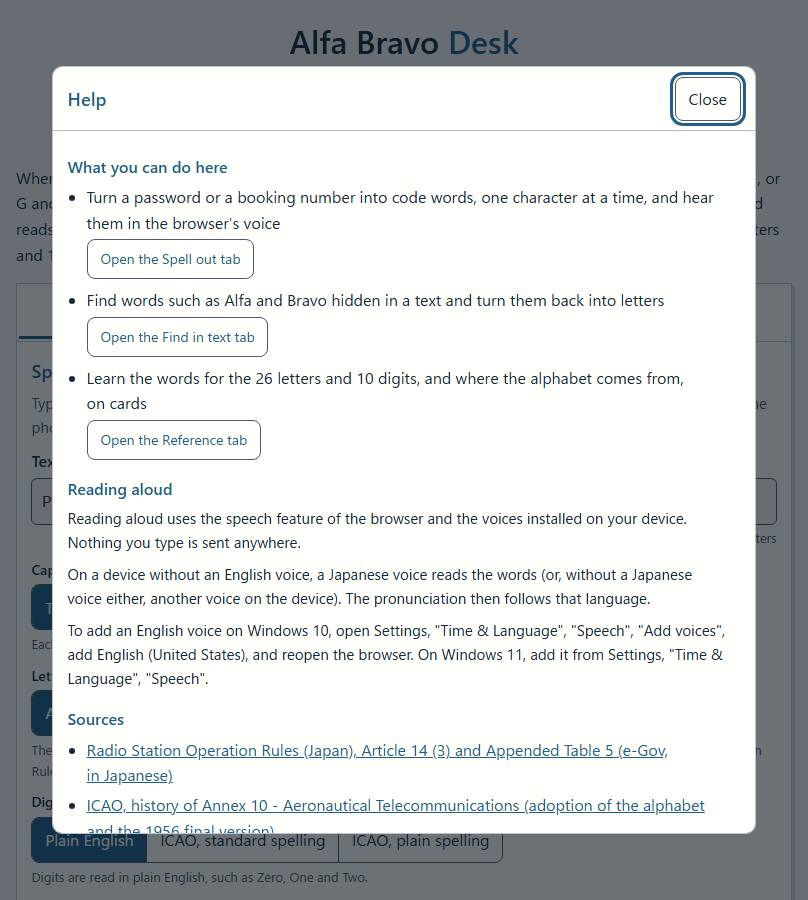 Alfa Bravo Desk
Help
Close
What you can do here
Turn a password or a booking number into code words, one character at a time, and hear
them in the browser's voice
Open the Spell out tab
Find words such as Alfa and Bravo hidden in a text and turn them back into letters
Open the Find in text tab
Learn the words for the 26 letters and 10 digits, and where the alphabet comes from,
on cards
Open the Reference tab
Reading aloud
Reading aloud uses the speech feature of the browser and the voices installed on your device.
Nothing you type is sent anywhere.
On a device without an English voice, a Japanese voice reads the words (or, without a Japanese
voice either, another voice on the device). The pronunciation then follows that language.
To add an English voice on Windows 10, open Settings, "Time & Language", "Speech", "Add voices",
add English (United States), and reopen the browser. On Windows 11, add it from Settings, "Time &
Language", "Speech".
Sources
Radio Station Operation Rules (Japan), Article 14 (3) and Appended Table 5 (e-Gov,
in Japanese)
ICAO, history of Annex 10 - Aeronautical Telecommunications (adoption of the alphabet
and the 1956 final version)
Plain English
ICAO, standard spelling
ICAO, plain spelling
Digits are read in plain English, such as Zero, One and Two.